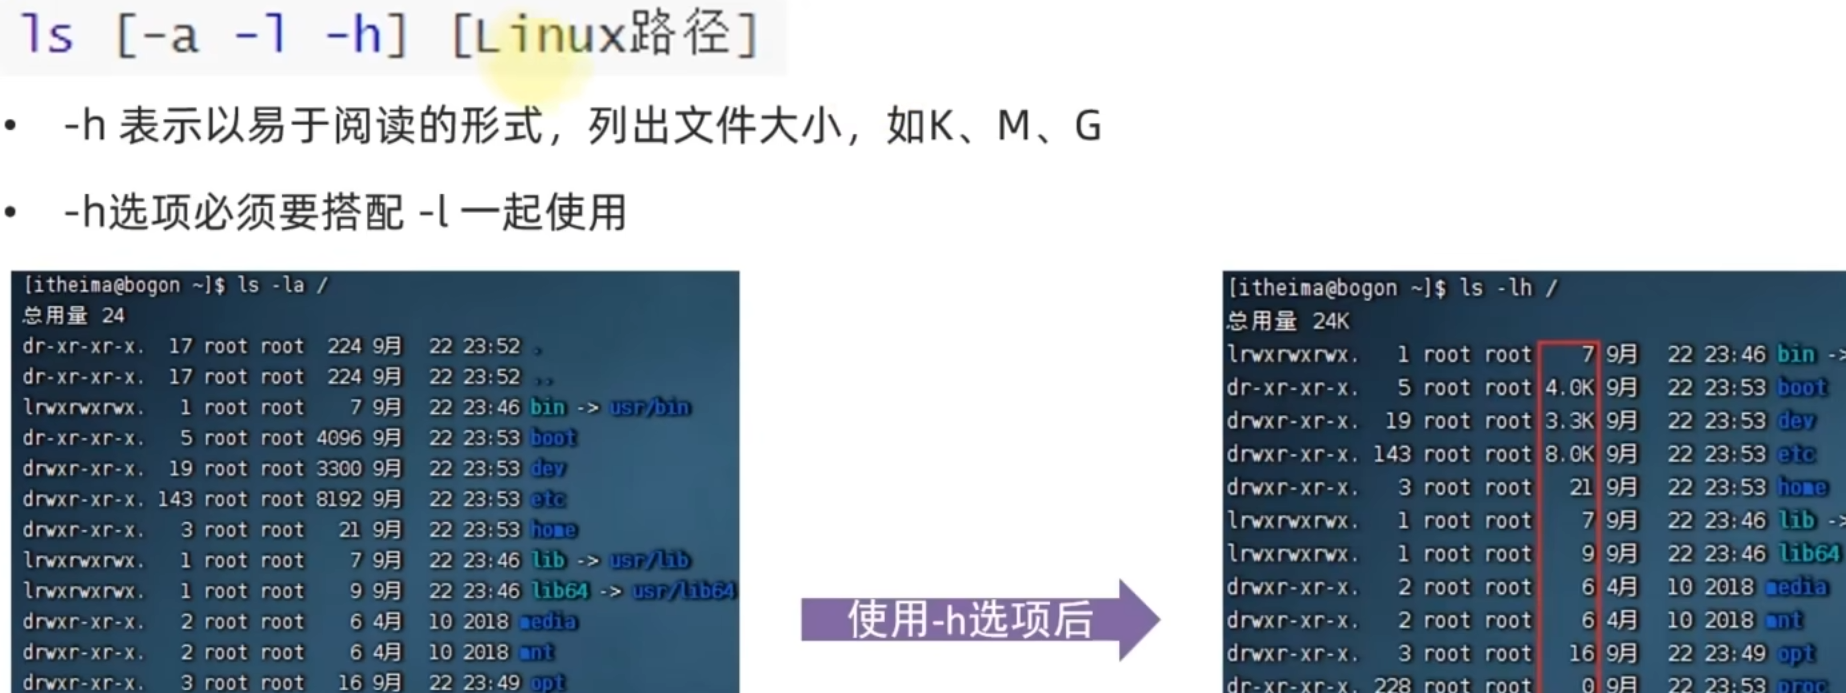 ls [-a -l -h] [Linux路径]
• -h 表示以易于阅读的形式，列出文件大小，如K、M、G
• -h选项必须要搭配 -l 一起使用
[itheima@bogon ~]$ ls -la /
总用量 24
dr-xr-xr-x. 17 root root 224 9月 22 23:52 .
dr-xr-xr-x. 17 root root 224 9月 22 23:52 ..
lrwxrwxrwx. 1 root root 7 9月 22 23:46 bin -> usr/bin
dr-xr-xr-x. 5 root root 4096 9月 22 23:53 boot
drwxr-xr-x. 19 root root 3300 9月 22 23:53 dev
drwxr-xr-x. 143 root root 8192 9月 22 23:53 etc
drwxr-xr-x. 3 root root 21 9月 22 23:53 home
lrwxrwxrwx. 1 root root 7 9月 22 23:46 lib -> usr/lib
lrwxrwxrwx. 1 root root 9 9月 22 23:46 lib64 -> usr/lib64
drwxr-xr-x. 2 root root 6 4月 10 2018 media
drwxr-xr-x. 2 root root 6 4月 10 2018 mnt
drwxr-xr-x. 3 root root 16 9月 22 23:49 opt
使用-h选项后
[itheima@bogon ~]$ ls -lh /
总用量 24K
lrwxrwxrwx. 1 root root 7 9月 22 23:46 bin ->
dr-xr-xr-x. 5 root root 4.0K 9月 22 23:53 boot
drwxr-xr-x. 19 root root 3.3K 9月 22 23:53 dev
drwxr-xr-x. 143 root root 8.0K 9月 22 23:53 etc
drwxr-xr-x. 3 root root 21 9月 22 23:53 home
lrwxrwxrwx. 1 root root 7 9月 22 23:46 lib ->
lrwxrwxrwx. 1 root root 9 9月 22 23:46 lib64
drwxr-xr-x. 2 root root 6 4月 10 2018 media
drwxr-xr-x. 2 root root 6 4月 10 2018 mnt
drwxr-xr-x. 3 root root 16 9月 22 23:49 opt
dr-xr-xr-x. 228 root root 0 9月 22 23:53 proc